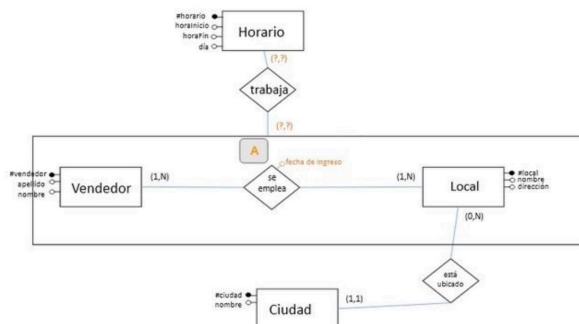 #horario
horaInicio
horaFin
día
Horario
(?,?)
trabaja
(?,?)
A
fecha de ingreso
#vendedor
apellido
nombre
Vendedor
(1,N)
se
emplea
(1,N)
Local
#local
nombre
direccion
(0,N)
está
ubicado
#ciudad
nombre
Ciudad
(1,1)